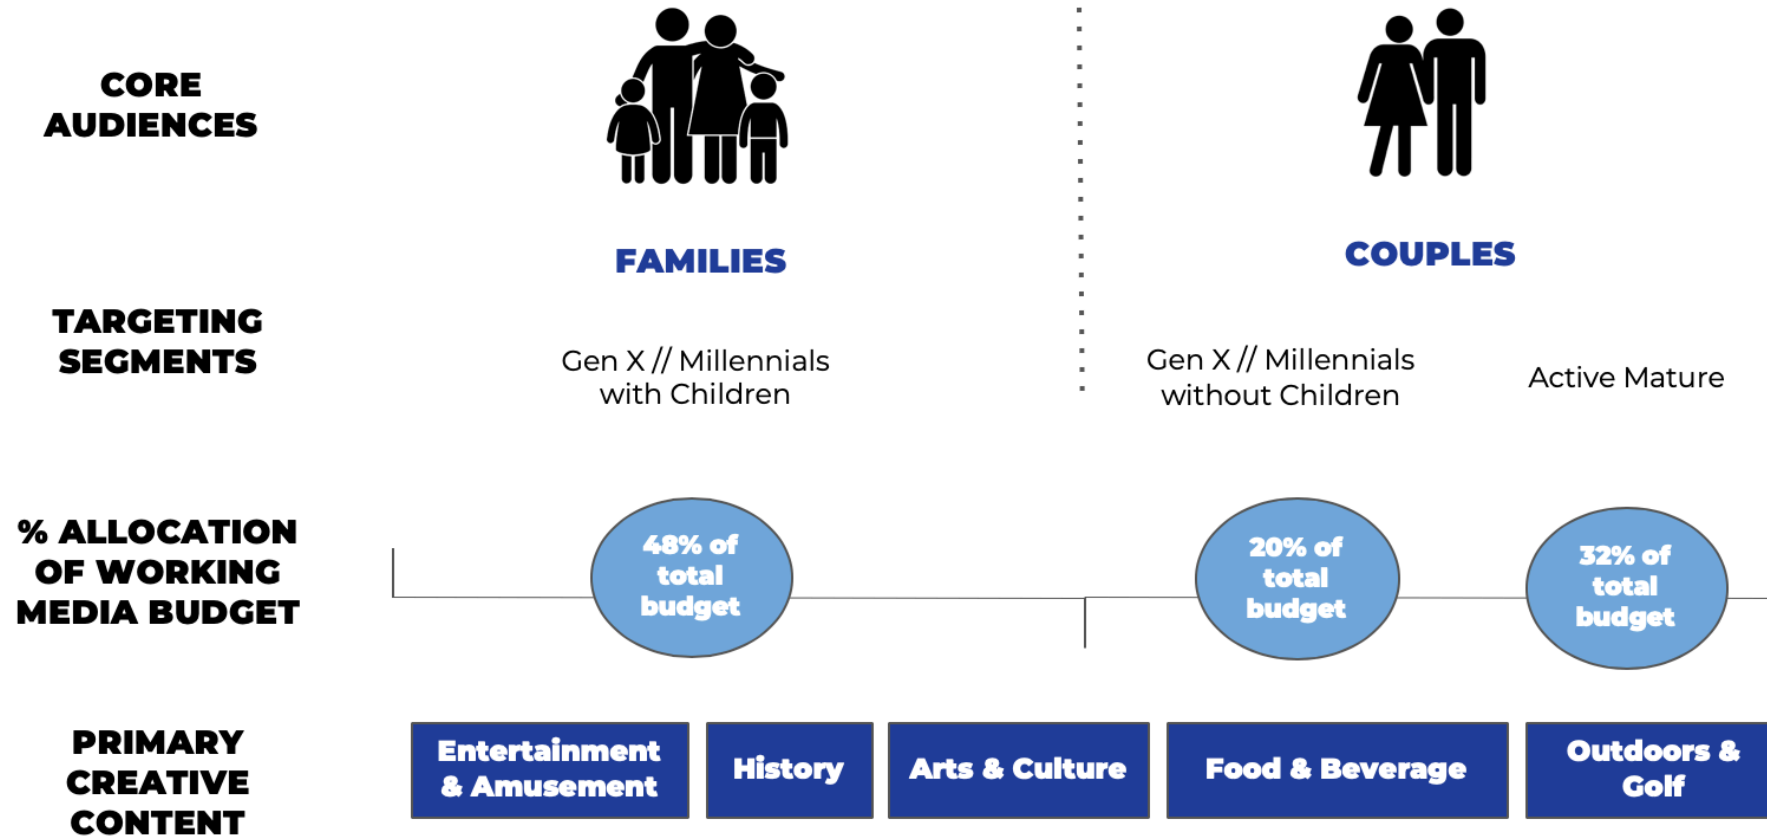 CORE
AUDIENCES
FAMILIES
COUPLES
TARGETING
SEGMENTS
Gen X // Millennials
with Children
Gen X // Millennials
without Children
Active Mature
% ALLOCATION
OF WORKING
MEDIA BUDGET
48% of
total
budget
20% of
total
budget
32% of
total
budget
PRIMARY
CREATIVE
CONTENT
Entertainment
& Amusement
History
Arts & Culture
Food & Beverage
Outdoors &
Golf